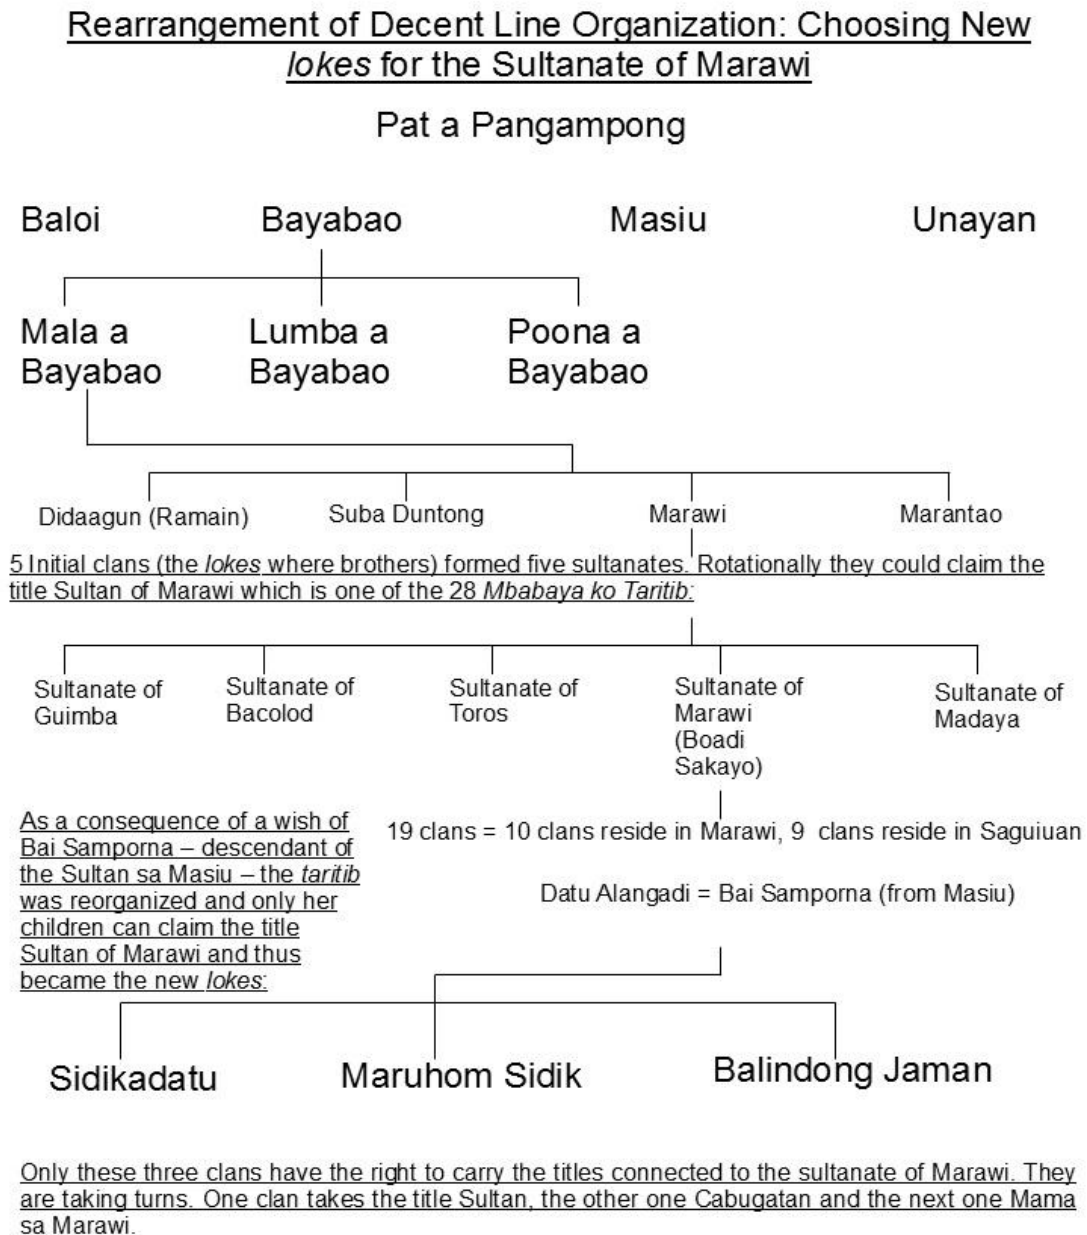 Rearrangement of Decent Line Organization: Choosing New
lokes for the Sultanate of Marawi
Pat a Pangampong
Baloi
Bayabao
Masiu
Unayan
Mala a
Bayabao
Lumba a
Bayabao
Poona a
Bayabao
Didaagun (Ramain)
Suba Duntong
Marawi
Marantao
5 Initial clans (the lokes where brothers) formed five sultanates. Rotationally they could claim the
title Sultan of Marawi which is one of the 28 Mbabaya ko Taritib:
Sultanate of
Guimba
Sultanate of
Bacolod
Sultanate of
Toros
Sultanate of
Marawi
(Boadi
Sakayo)
Sultanate of
Madaya
As a consequence of a wish of
Bai Samporna – descendant of
the Sultan sa Masiu – the taritib
was reorganized and only her
children can claim the title
Sultan of Marawi and thus
became the new lokes:
19 clans = 10 clans reside in Marawi, 9 clans reside in Saguiuan
Datu Alangadi = Bai Samporna (from Masiu)
Sidikadatu
Maruhom Sidik
Balindong Jaman
Only these three clans have the right to carry the titles connected to the sultanate of Marawi. They
are taking turns. One clan takes the title Sultan, the other one Cabugatan and the next one Mama
sa Marawi.